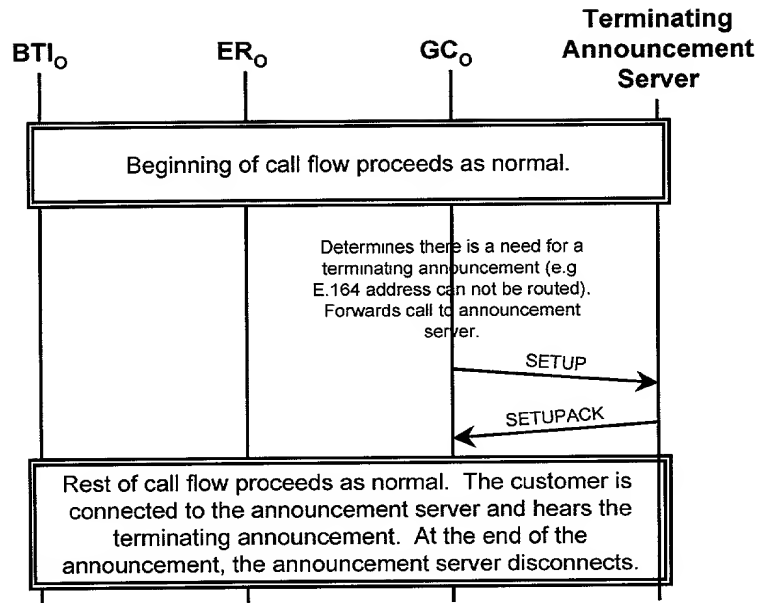 Terminating
Announcement
Server
BTIO
ERO
GCO
Beginning of call flow proceeds as normal.
Determines there is a need for a
terminating announcement (e.g
E.164 address can not be routed).
Forwards call to announcement
server.
SETUP
SETUPACK
Rest of call flow proceeds as normal. The customer is
connected to the announcement server and hears the
terminating announcement. At the end of the
announcement, the announcement server disconnects.